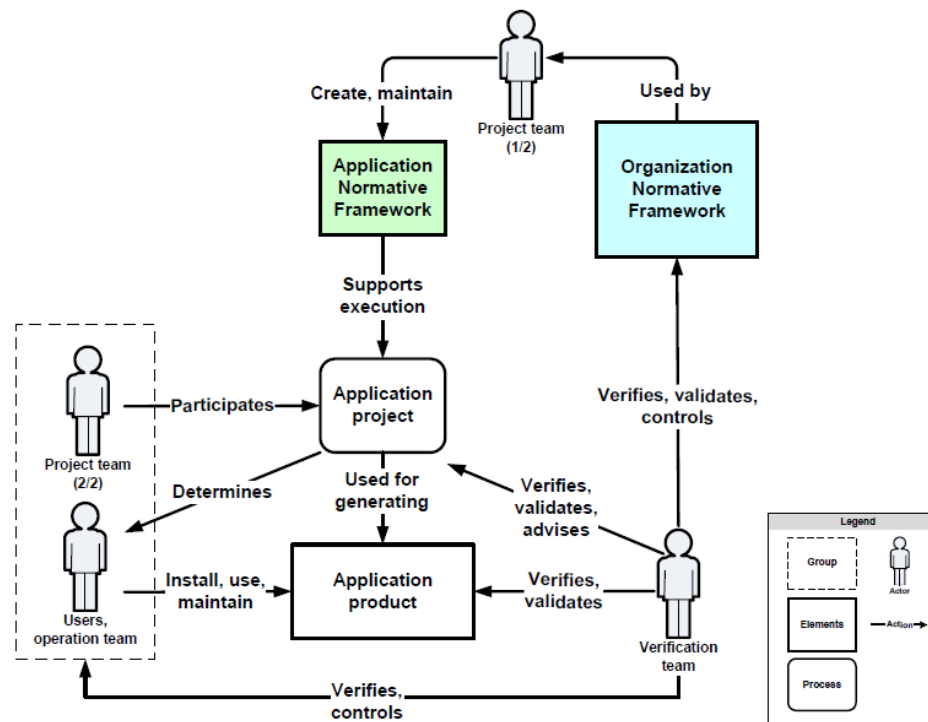 Create, maintain
Project team
(1/2)
Used by
Application
Normative
Framework
Organization
Normative
Framework
Supports
execution
Project team
(2/2)
Participates
Application
project
Verifies, validates,
controls
Determines
Used for
generating
Verifies,
validates,
advises
Users,
operation team
Install, use,
maintain
Application
product
Verifies,
validates
Verification
team
Verifies,
controls
Legend
Group
Actor
Elements
Action
Process